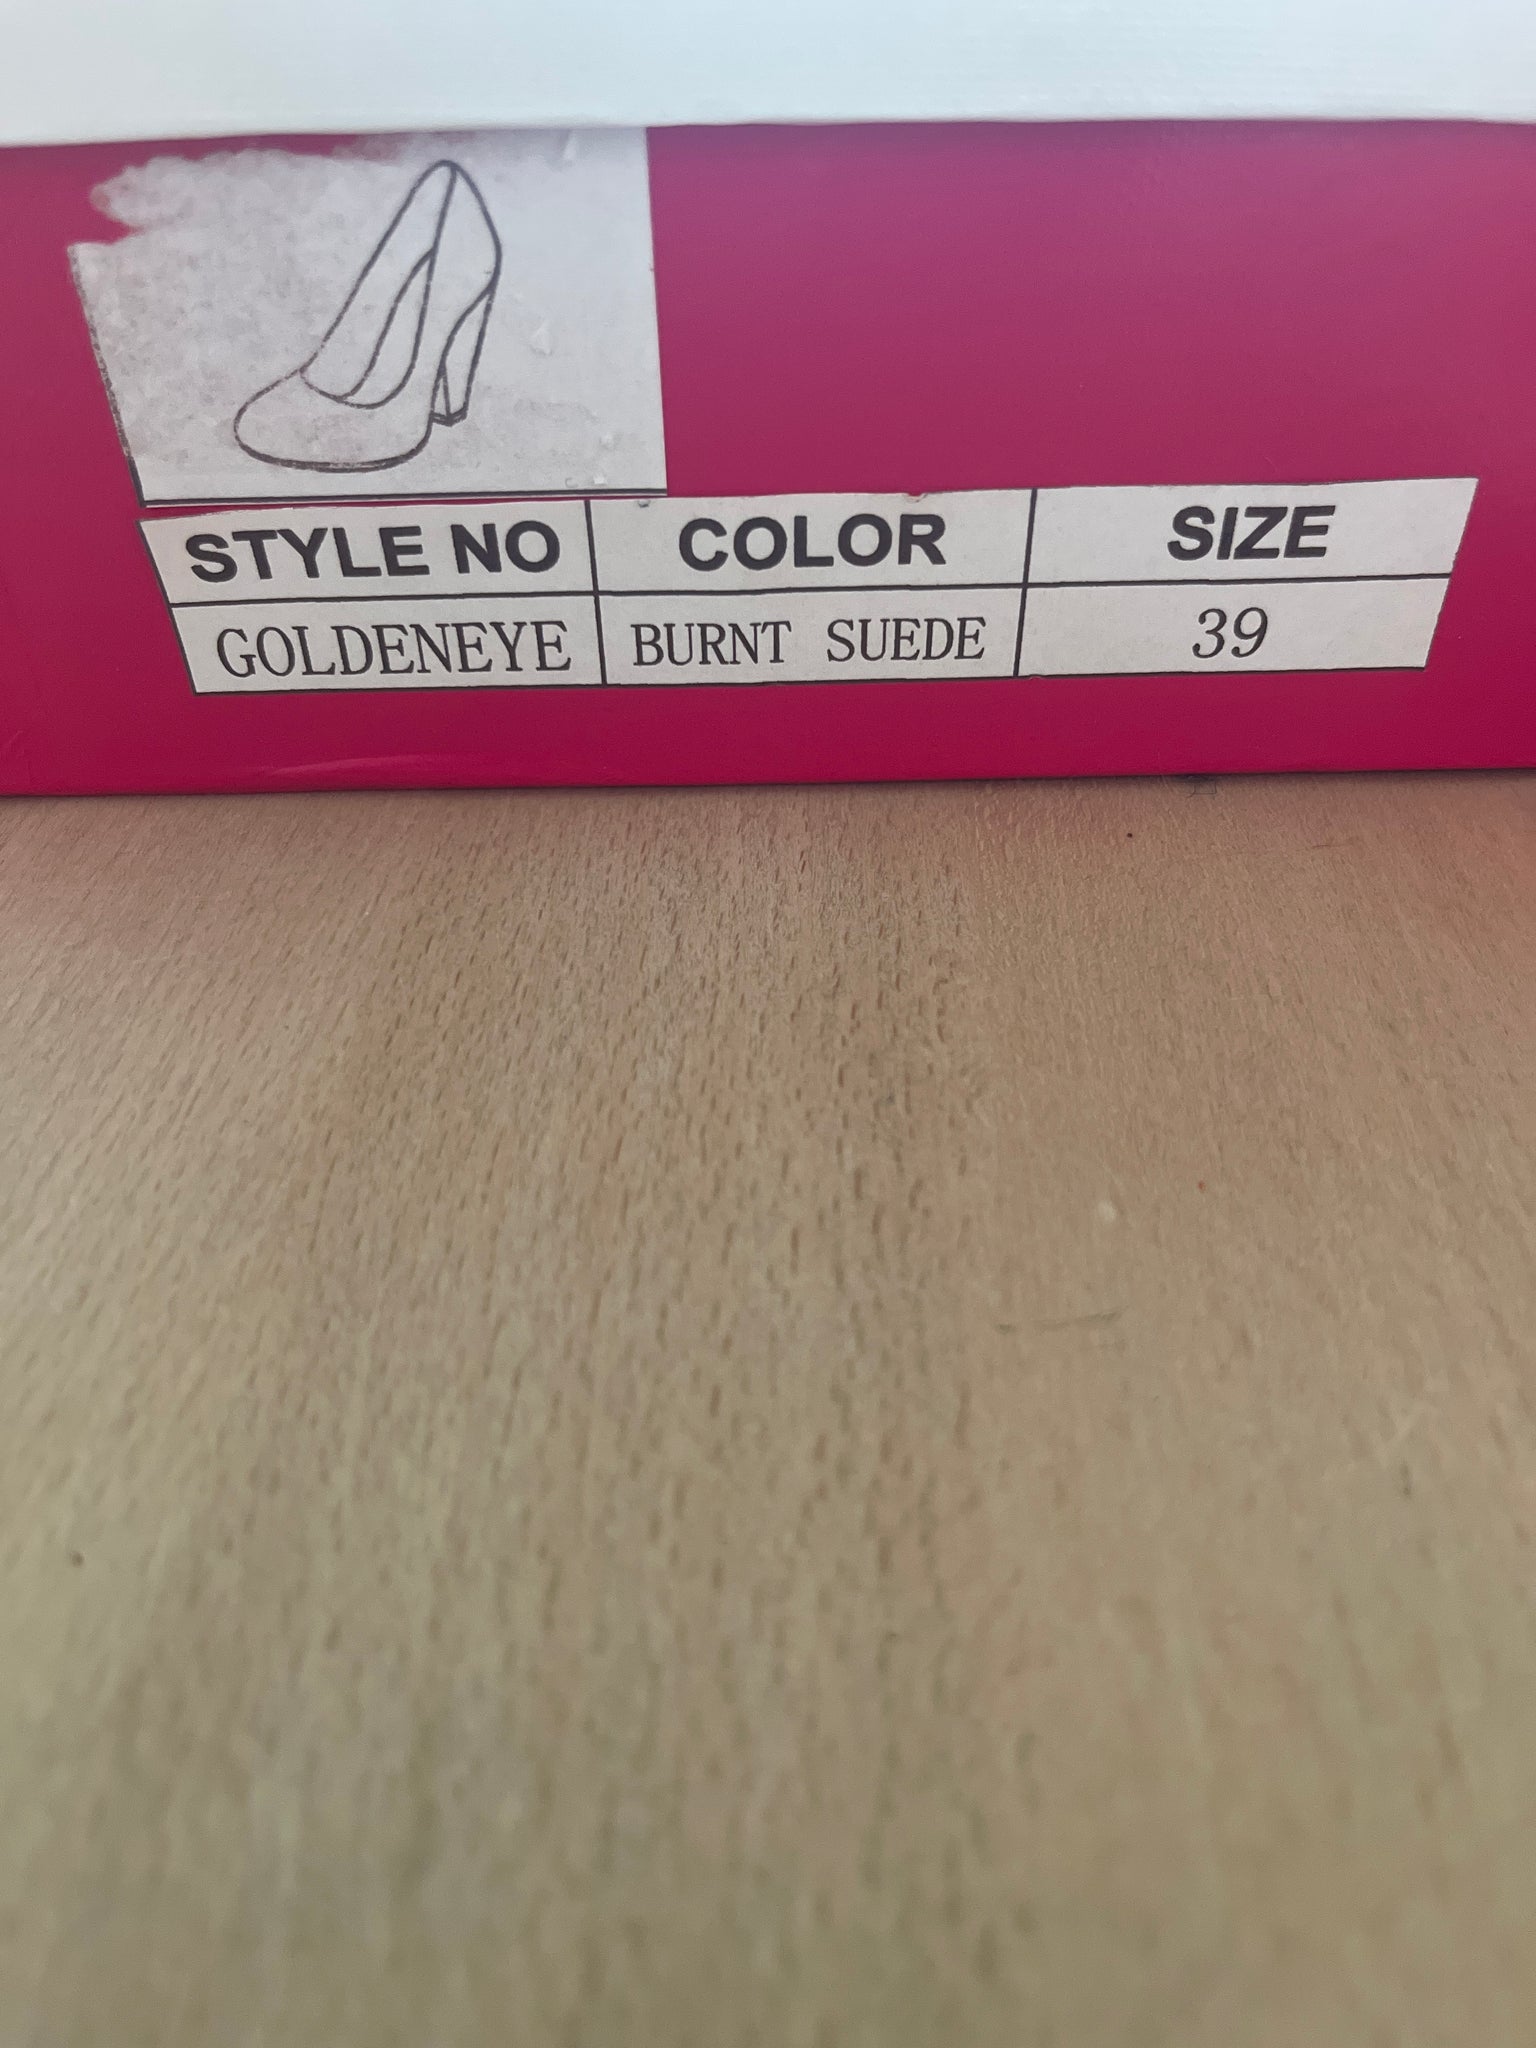 STYLE NO COLOR SIZE
GOLDENEYE BURNT SUEDE 39